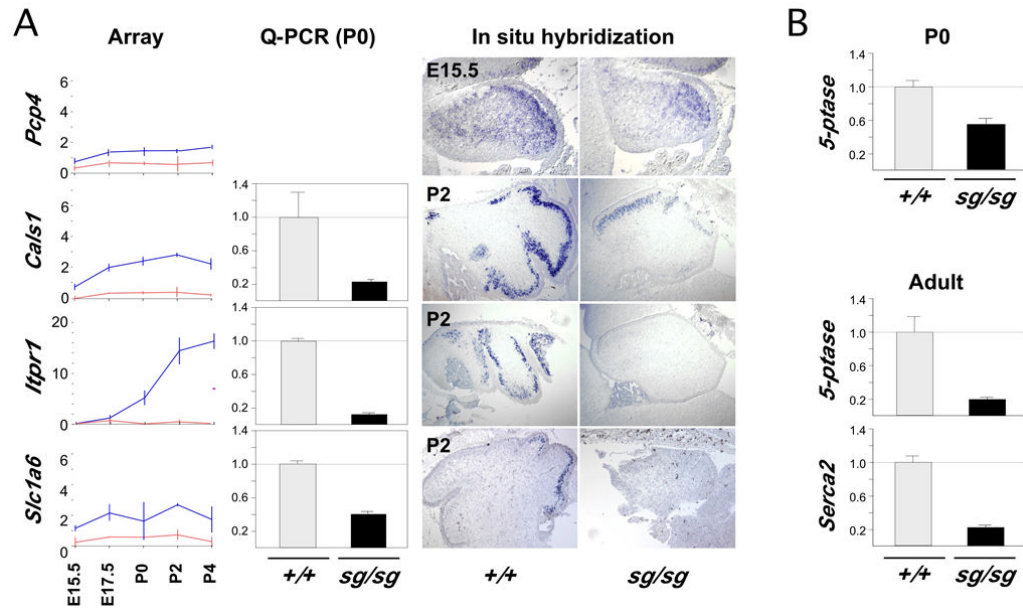 A
Array
Q-PCR (P0)
In situ hybridization
Pcp4
6
4
2
0
E15.5
Cals1
6
4
2
0
1.4
1.0
0.6
0.2
P2
Itpr1
20
10
0
1.4
1.0
0.6
0.2
P2
Slc1a6
6
4
2
0
1.4
1.0
0.6
0.2
P2
E15.5
E17.5
P0
P2
P4
+/+
sg/sg
+/+
sg/sg
B
P0
5-ptase
1.4
1.0
0.6
0.2
+/+
sg/sg
Adult
5-ptase
1.4
1.0
0.6
0.2
Serca2
1.4
1.0
0.6
0.2
+/+
sg/sg